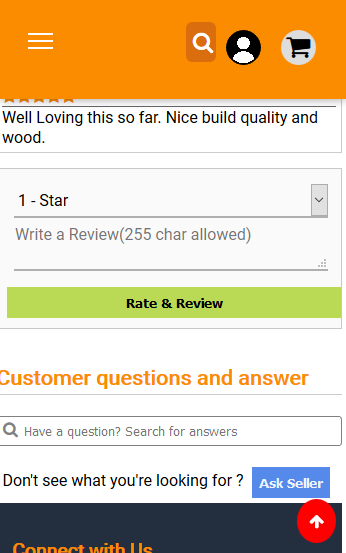 Well Loving this so far. Nice build quality and
wood.
1 - Star
Write a Review(255 char allowed)
Rate & Review
Customer questions and answer
Have a question? Search for answers
Don't see what you're looking for ?
Ask Seller
Connect with Us